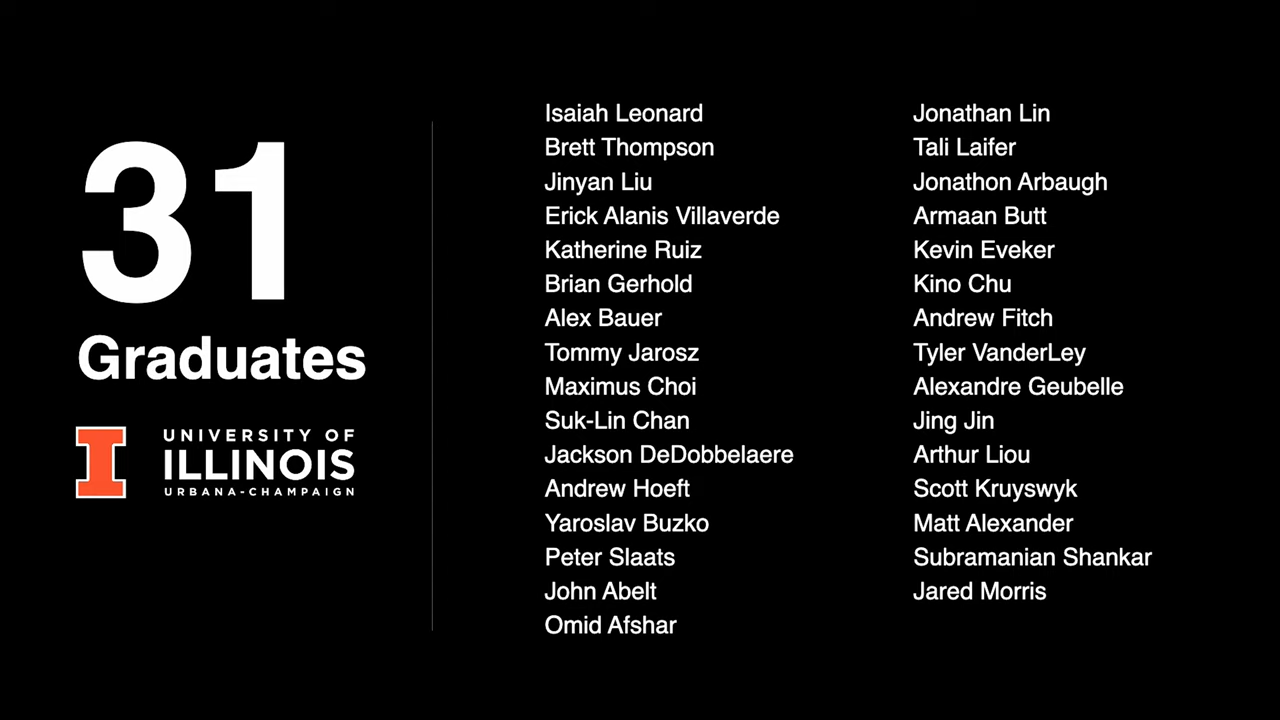 31
Graduates
UNIVERSITY OF
ILLINOIS
URBANA-CHAMPAIGN
Isaiah Leonard
Brett Thompson
Jinyan Liu
Erick Alanis Villaverde
Katherine Ruiz
Brian Gerhold
Alex Bauer
Tommy Jarosz
Maximus Choi
Suk-Lin Chan
Jackson DeDobbelaere
Andrew Hoeft
Yaroslav Buzko
Peter Slaats
John Abelt
Omid Afshar
Jonathan Lin
Tali Laifer
Jonathon Arbaugh
Armaan Butt
Kevin Eveker
Kino Chu
Andrew Fitch
Tyler VanderLey
Alexandre Geubelle
Jing Jin
Arthur Liou
Scott Kruyswyk
Matt Alexander
Subramanian Shankar
Jared Morris